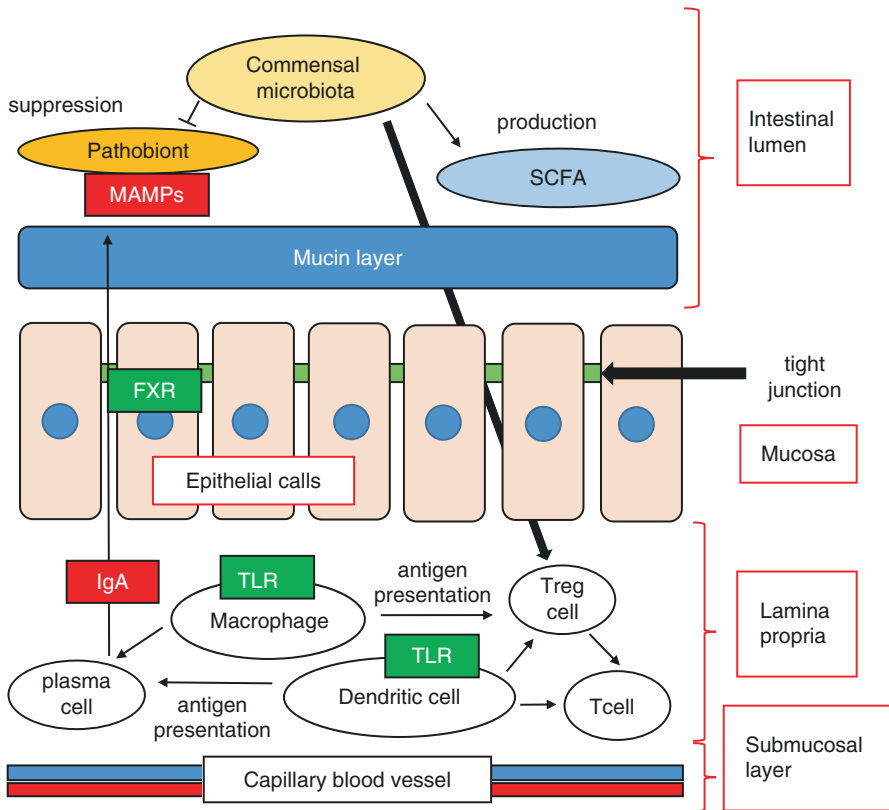 Commensal
microbiota
suppression
production
Intestinal
lumen
Pathobiont
SCFA
MAMPs
Mucin layer
tight
junction
FXR
Mucosa
Epithelial calls
IgA
TLR
antigen
presentation
Treg
cell
Macrophage
Lamina
propria
TLR
plasma
cell
Dendritic cell
Tcell
antigen
presentation
Submucosal
layer
Capillary blood vessel